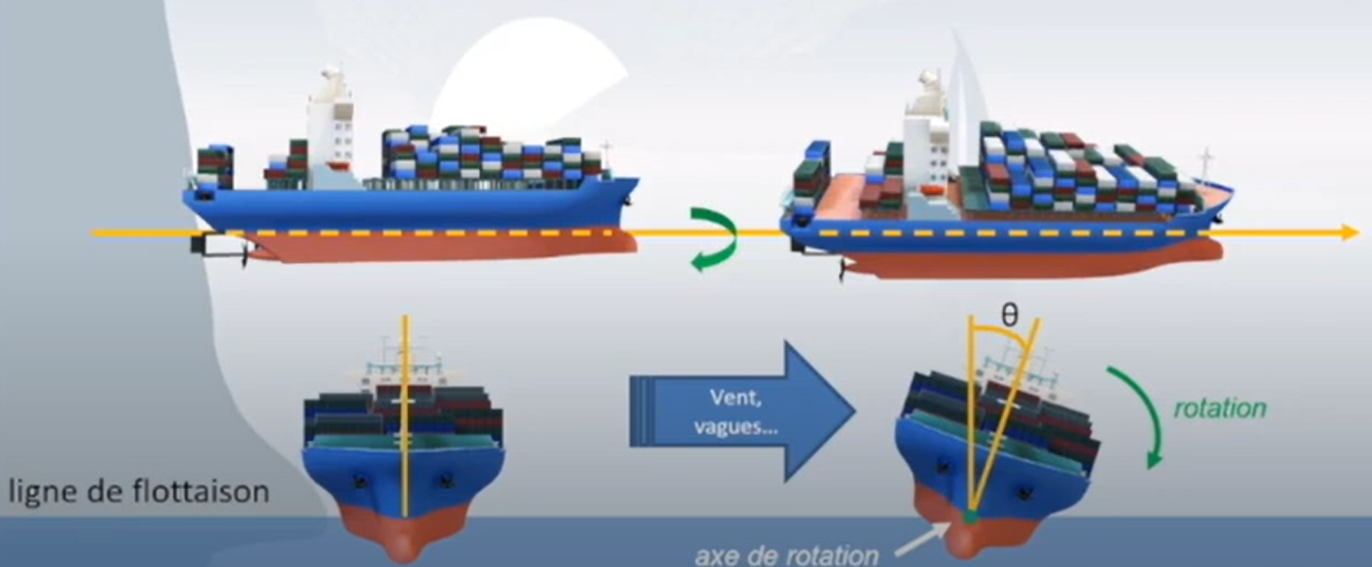 θ
Vent,
vagues...
rotation
ligne de flottaison
axe de rotation